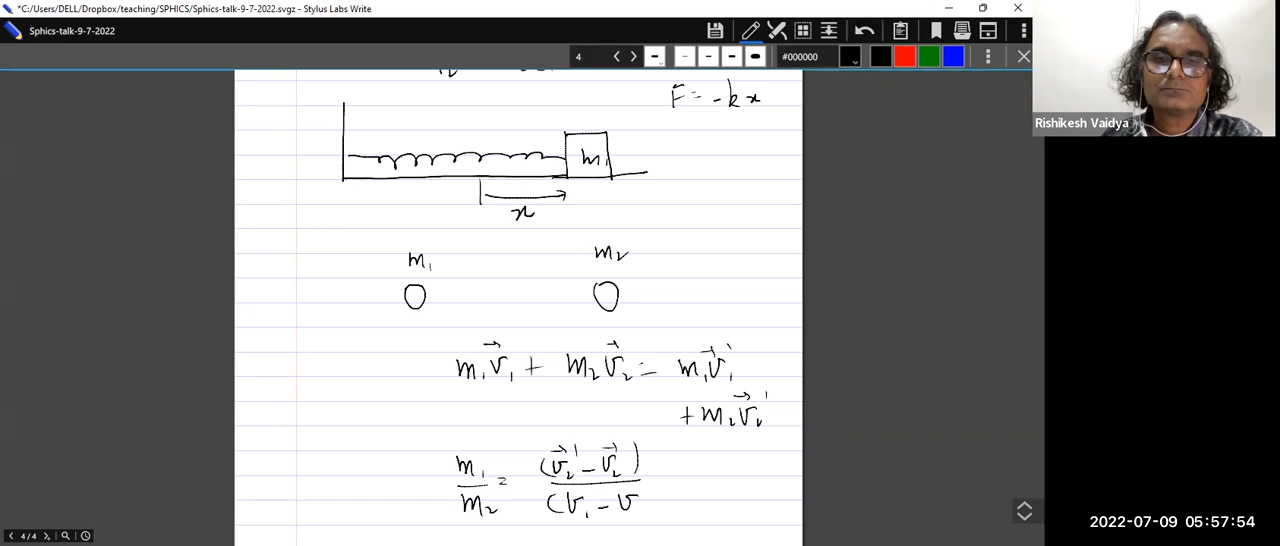 *C:/Users/DELL/Dropbox/teaching/SPHICS/Sphics-talk-9-7-2022.svgz - Stylus Labs Write
Sphics-talk-9-7-2022
4
#000000
Rishikesh Vaidya
F = -kx
m₁
x
m₁ m₂
m₁v⃗₁ + m₂v⃗₂ = m₁v⃗₁'
+ m₂v⃗₂'
m₁/m₂ = (v⃗₂' - v⃗₂)/(v₁ - v
4/4
2022-07-09 05:57:54